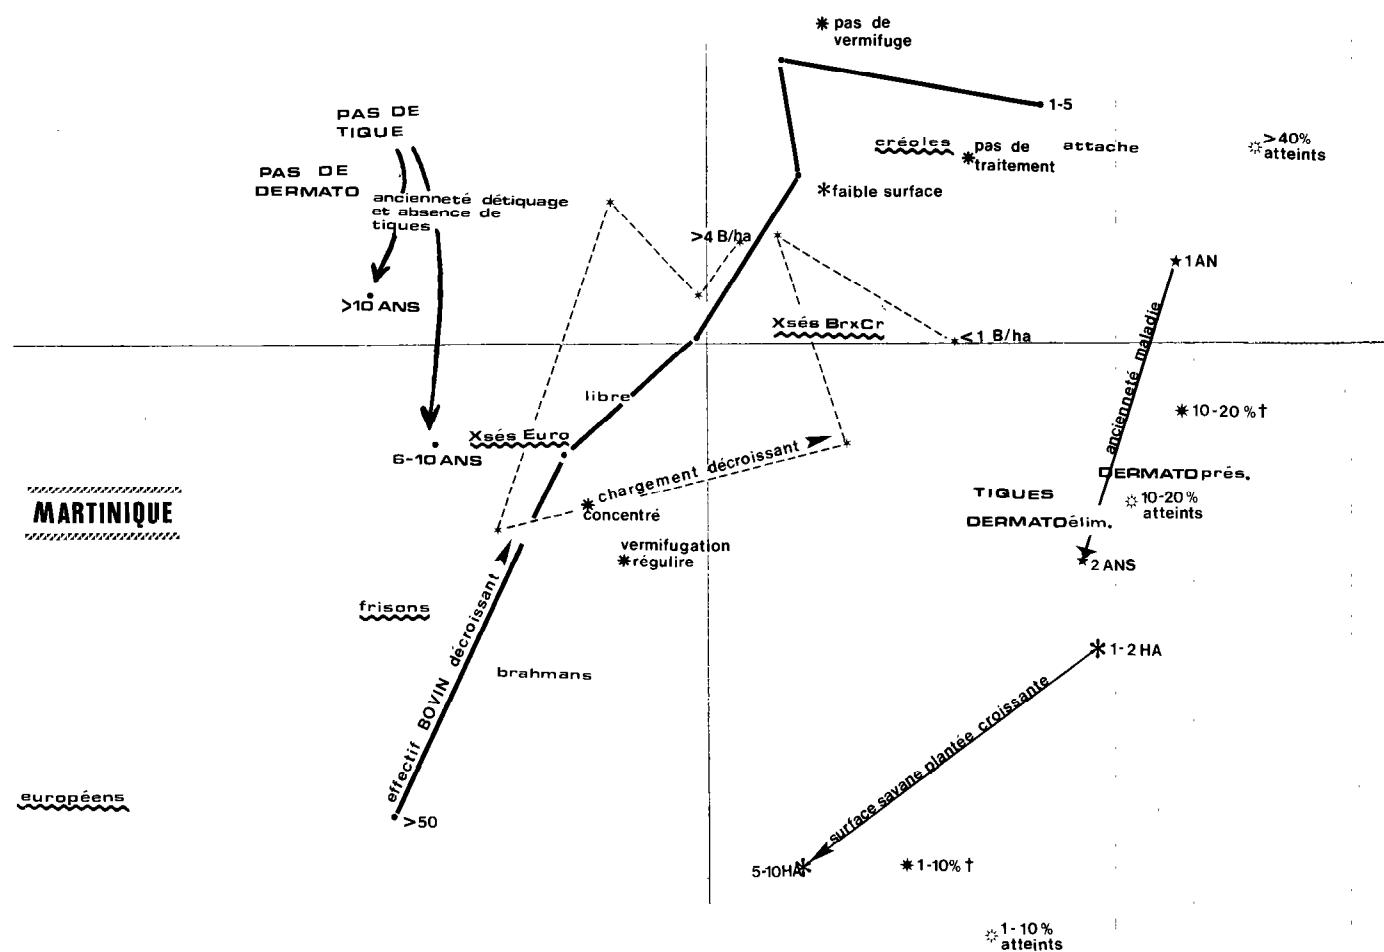 pas de
vermifuge
1-5
PAS DE
TIQUE
créoles
pas de
traitement
attache
>40%
atteints
PAS DE
DERMATO
ancienneté détiquage
et absence de
tiques
faible surface
>4 B/ha
1 AN
>10 ANS
Xsés BrxCr
<1 B/ha
ancienneté maladie
libre
10-20 % †
Xsés Euro
6-10 ANS
chargement décroissant
DERMATO prés.
MARTINIQUE
concentré
TIQUES
DERMATO élim.
10-20%
atteints
vermifugation
régulire
2 ANS
frisons
effectif BOVIN décroissant
brahmans
1-2 HA
surface savane plantée croissante
européens
>50
5-10HA
1-10% †
1-10%
atteints